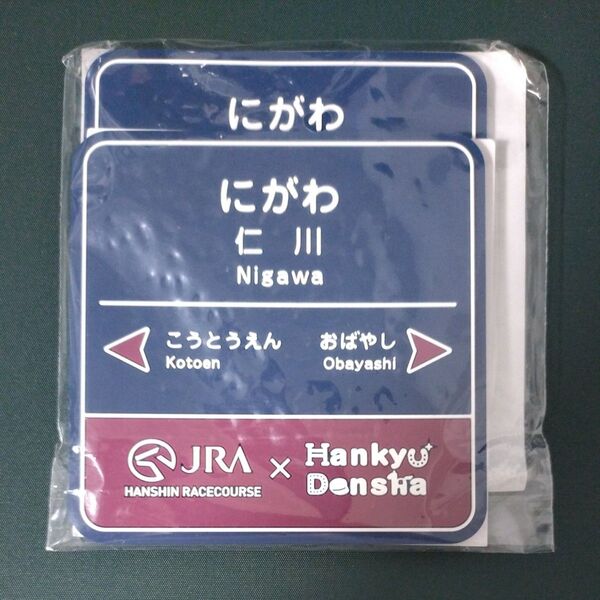 にがわ
にがわ
仁川
Nigawa
こうとうえん おばやし
Kotoen Obayashi
JRA × Hankyu
HANSHIN RACECOURSE Densha